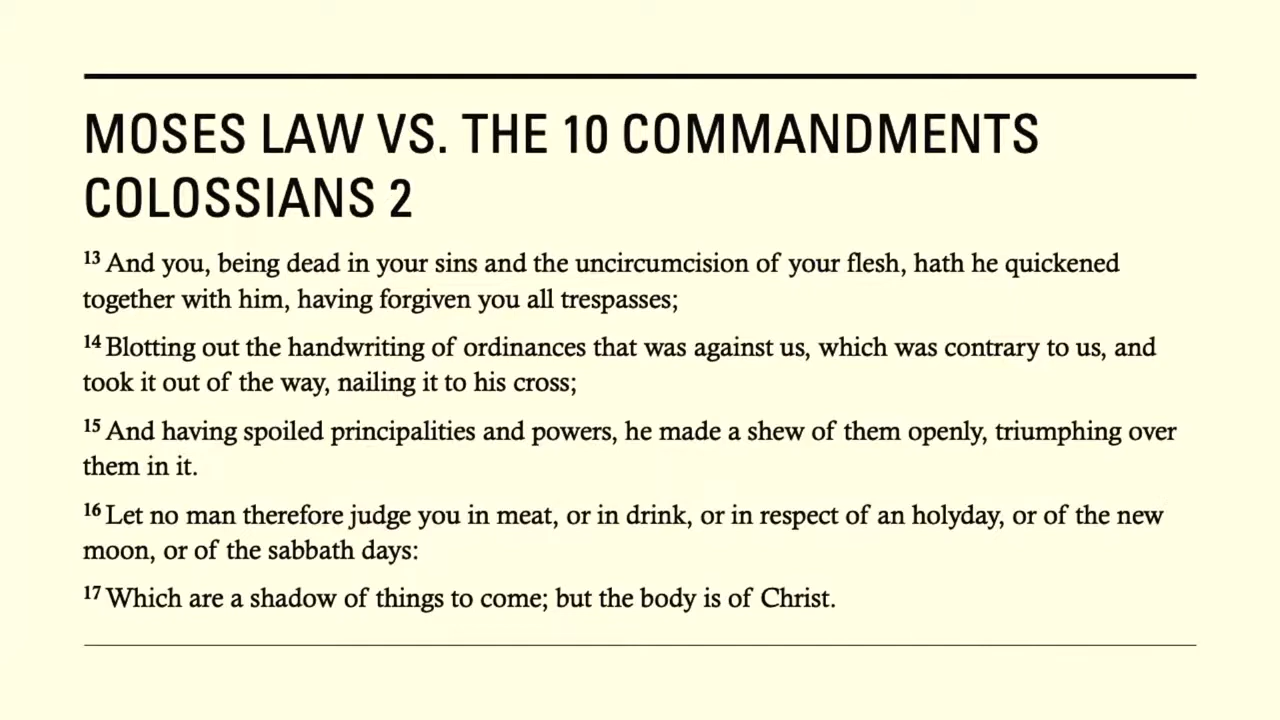 MOSES LAW VS. THE 10 COMMANDMENTS
COLOSSIANS 2
13 And you, being dead in your sins and the uncircumcision of your flesh, hath he quickened
together with him, having forgiven you all trespasses;
14 Blotting out the handwriting of ordinances that was against us, which was contrary to us, and
took it out of the way, nailing it to his cross;
15 And having spoiled principalities and powers, he made a shew of them openly, triumphing over
them in it.
16 Let no man therefore judge you in meat, or in drink, or in respect of an holyday, or of the new
moon, or of the sabbath days:
17 Which are a shadow of things to come; but the body is of Christ.